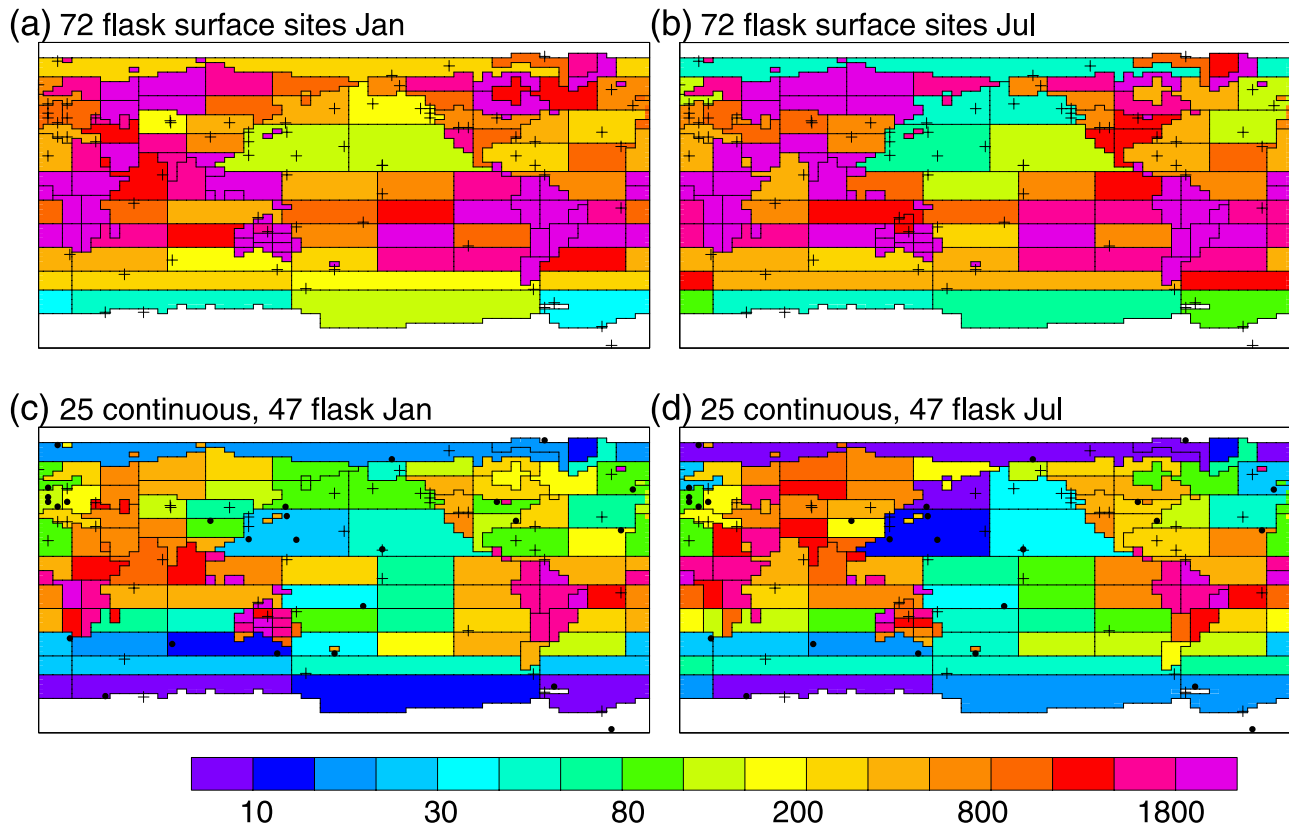 (a) 72 flask surface sites Jan
(b) 72 flask surface sites Jul
(c) 25 continuous, 47 flask Jan
(d) 25 continuous, 47 flask Jul
10 30 80 200 800 1800